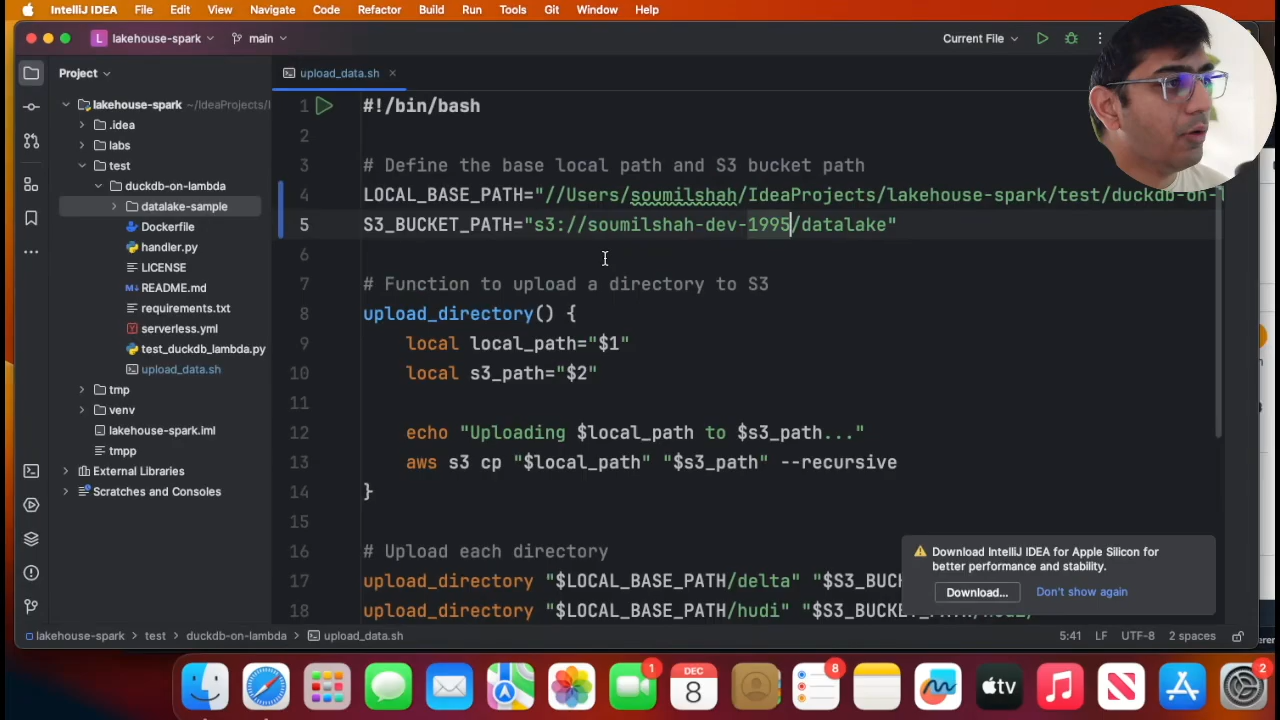 IntelliJ IDEA File Edit View Navigate Code Refactor Build Run Tools Git Window Help
L lakehouse-spark main Current File
Project
upload_data.sh
lakehouse-spark ~/IdeaProjects/
.idea
labs
test
duckdb-on-lambda
datalake-sample
Dockerfile
handler.py
LICENSE
README.md
requirements.txt
serverless.yml
test_duckdb_lambda.py
upload_data.sh
tmp
venv
lakehouse-spark.iml
tmpp
External Libraries
Scratches and Consoles
1 #!/bin/bash
2
3 # Define the base local path and S3 bucket path
4 LOCAL_BASE_PATH="//Users/soumilshah/IdeaProjects/lakehouse-spark/test/duckdb-on-
5 S3_BUCKET_PATH="s3://soumilshah-dev-1995/datalake"
6
7 # Function to upload a directory to S3
8 upload_directory() {
9 local local_path="$1"
10 local s3_path="$2"
11
12 echo "Uploading $local_path to $s3_path..."
13 aws s3 cp "$local_path" "$s3_path" --recursive
14 }
15
16 # Upload each directory
17 upload_directory "$LOCAL_BASE_PATH/delta" "$S3_BUC
18 upload_directory "$LOCAL_BASE_PATH/hudi" "$S3_BUCKET_PATH/hudi/
Download IntelliJ IDEA for Apple Silicon for
better performance and stability.
Download... Don't show again
lakehouse-spark test duckdb-on-lambda upload_data.sh 5:41 LF UTF-8 2 spaces
1 DEC 8 8 tv 2